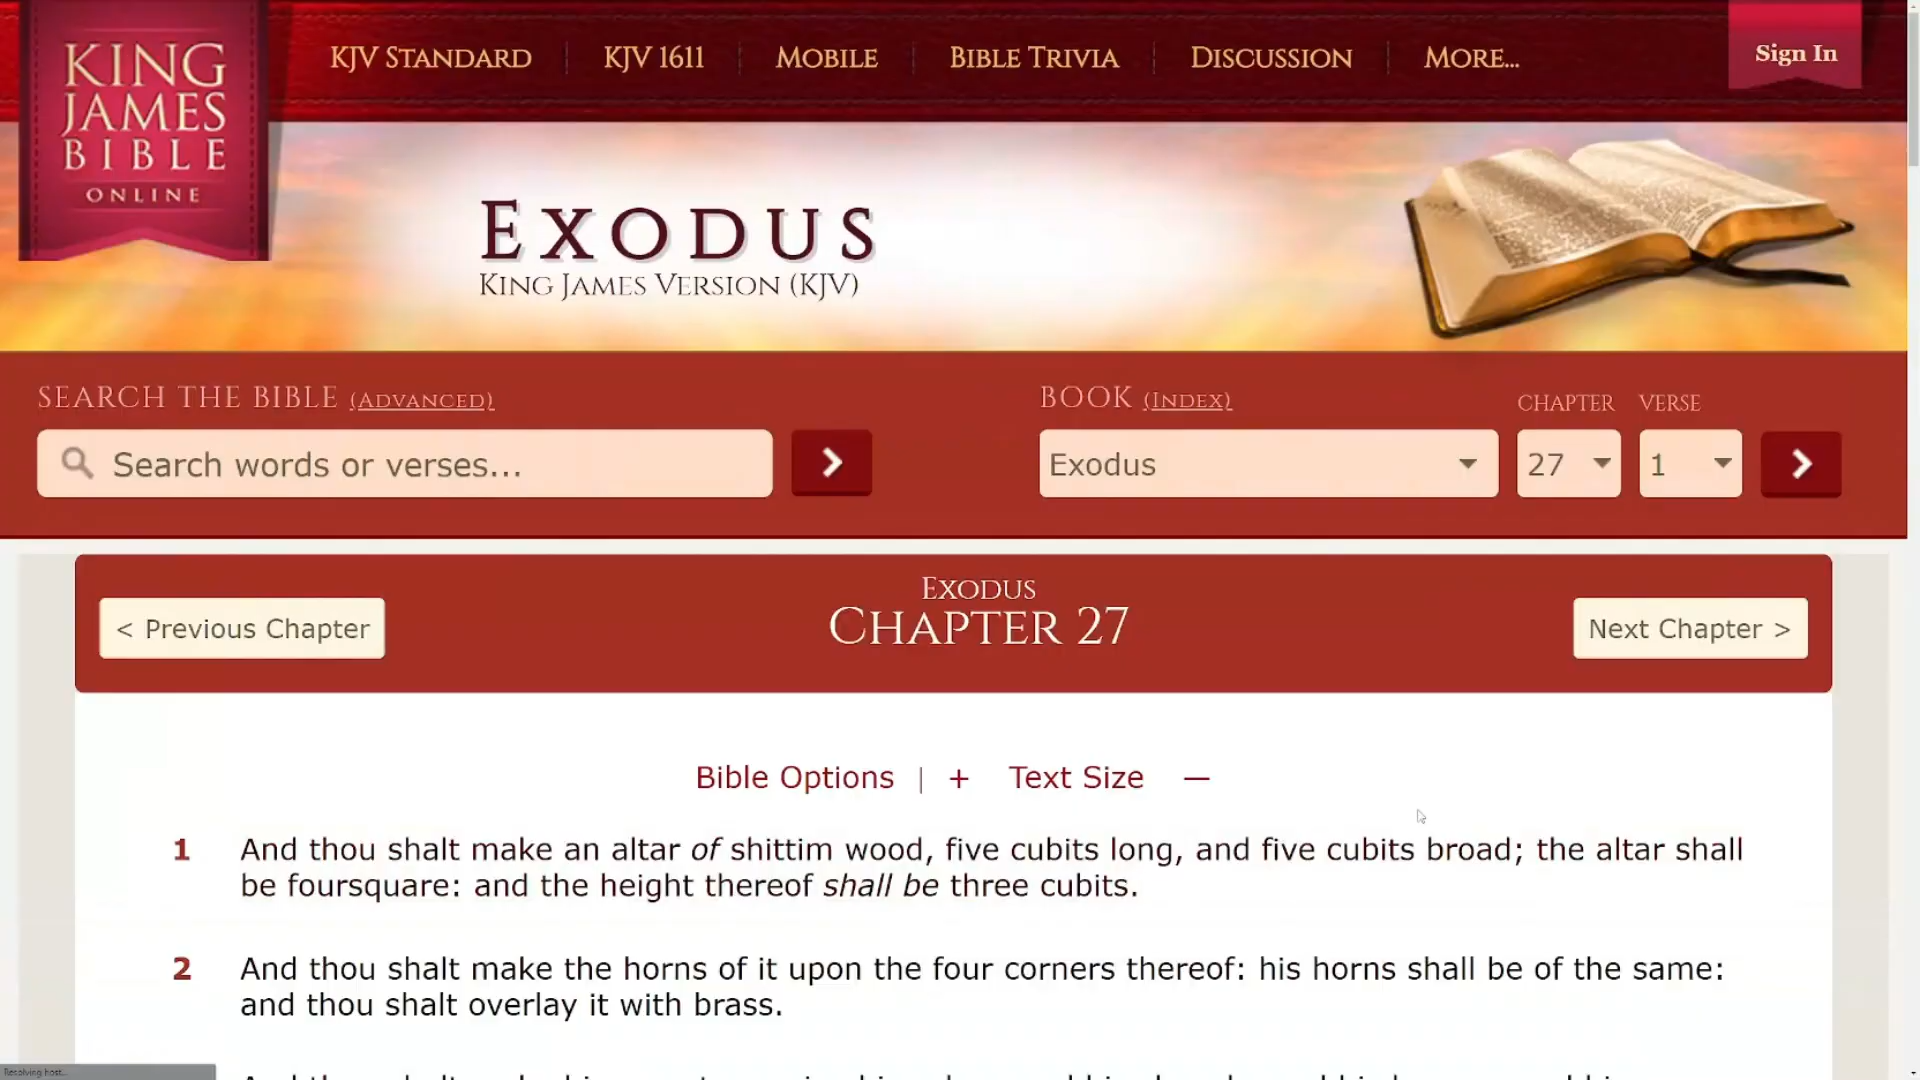 KING
JAMES
BIBLE
ONLINE
KJV STANDARD
KJV 1611
MOBILE
BIBLE TRIVIA
DISCUSSION
MORE...
Sign In
EXODUS
KING JAMES VERSION (KJV)
SEARCH THE BIBLE (ADVANCED)
BOOK (INDEX)
CHAPTER
VERSE
Search words or verses...
Exodus
27
1
< Previous Chapter
EXODUS
CHAPTER 27
Next Chapter >
Bible Options | + Text Size —
1 And thou shalt make an altar of shittim wood, five cubits long, and five cubits broad; the altar shall
be foursquare: and the height thereof shall be three cubits.
2 And thou shalt make the horns of it upon the four corners thereof: his horns shall be of the same:
and thou shalt overlay it with brass.
Resolving host...